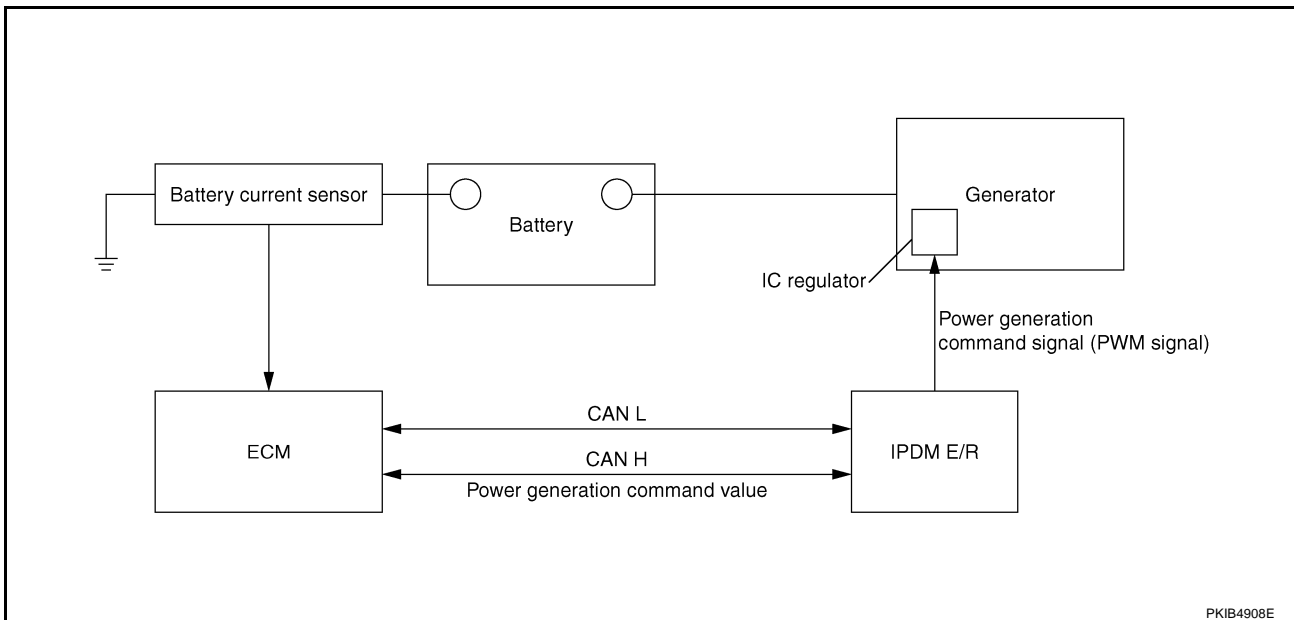 Battery current sensor
Battery
Generator
IC regulator
Power generation
command signal (PWM signal)
CAN L
ECM
CAN H
IPDM E/R
Power generation command value
PKIB4908E